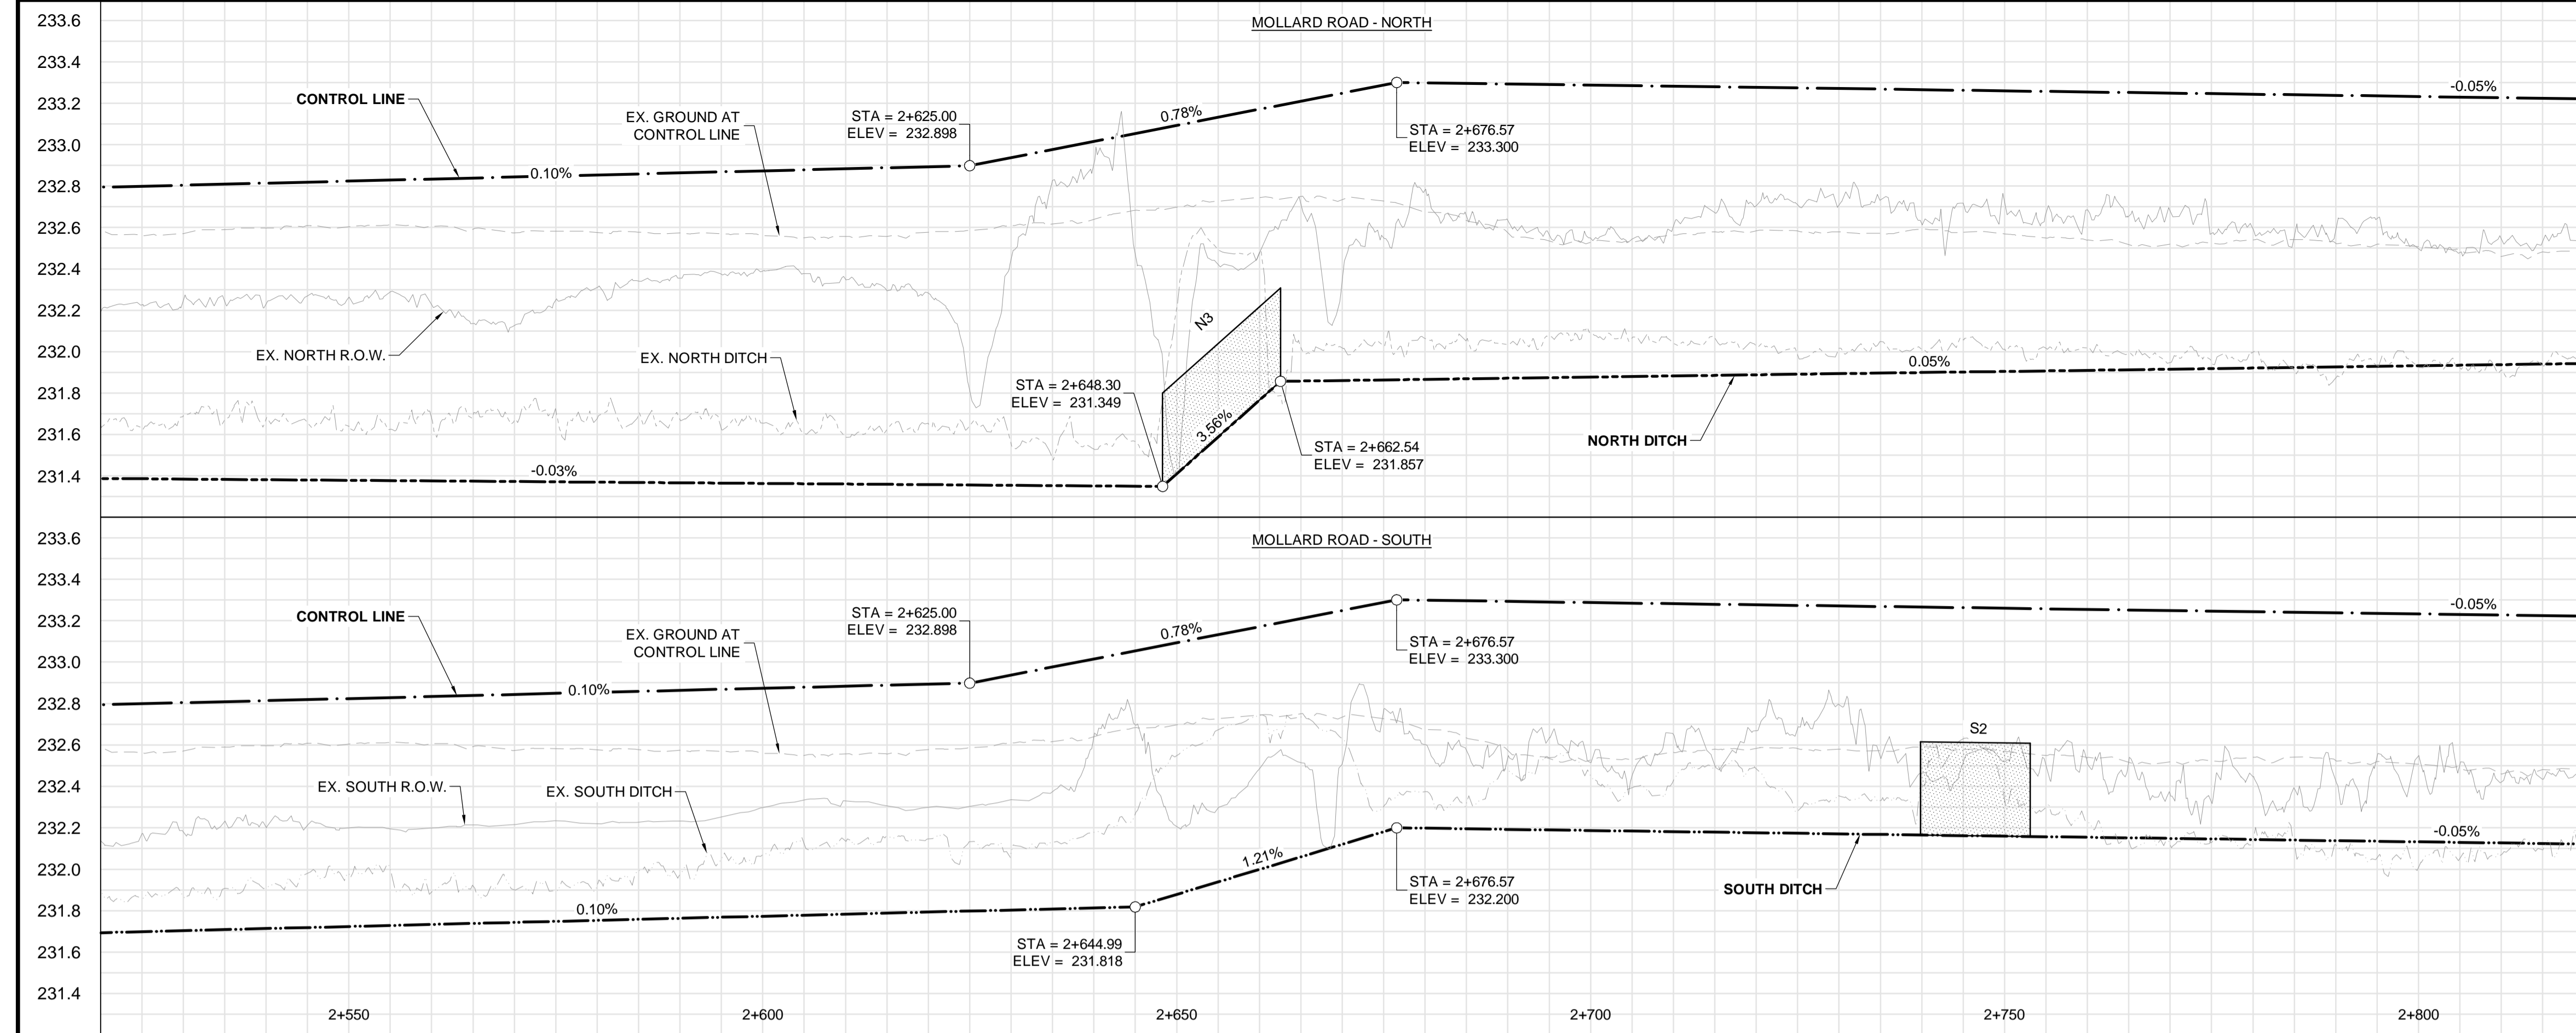 MOLLARD ROAD - NORTH
233.6
233.4
233.2
233.0
232.8
232.6
232.4
232.2
232.0
231.8
231.6
231.4
CONTROL LINE
0.10%
EX. GROUND AT
CONTROL LINE
STA = 2+625.00
ELEV = 232.898
0.78%
STA = 2+676.57
ELEV = 233.300
-0.05%
EX. NORTH R.O.W.
EX. NORTH DITCH
N3
STA = 2+648.30
ELEV = 231.349
3.56%
STA = 2+662.54
ELEV = 231.857
NORTH DITCH
0.05%
-0.03%
MOLLARD ROAD - SOUTH
233.6
233.4
233.2
233.0
232.8
232.6
232.4
232.2
232.0
231.8
231.6
231.4
CONTROL LINE
0.10%
EX. GROUND AT
CONTROL LINE
STA = 2+625.00
ELEV = 232.898
0.78%
STA = 2+676.57
ELEV = 233.300
-0.05%
EX. SOUTH R.O.W.
EX. SOUTH DITCH
S2
0.10%
STA = 2+644.99
ELEV = 231.818
1.21%
STA = 2+676.57
ELEV = 232.200
SOUTH DITCH
-0.05%
2+550
2+600
2+650
2+700
2+750
2+800